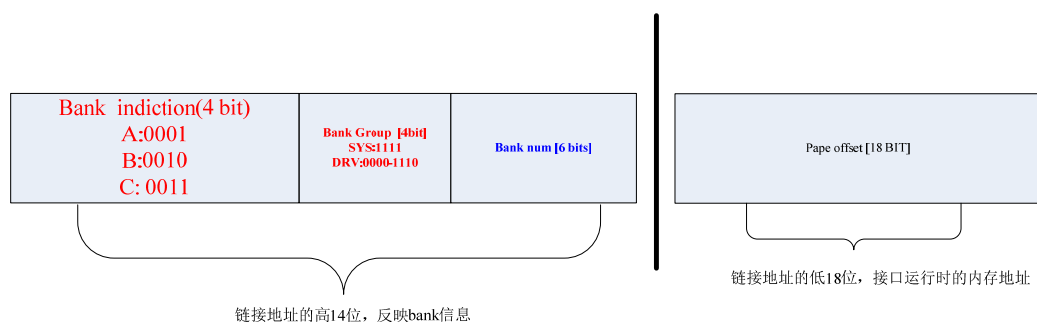 Bank indiction(4 bit)
A:0001
B:0010
C: 0011
Bank Group [4bit]
SYS:1111
DRV:0000-1110
Bank num [6 bits]
Pape offset [18 BIT]
链接地址的高14位，反映bank信息
链接地址的低18位，接口运行时的内存地址